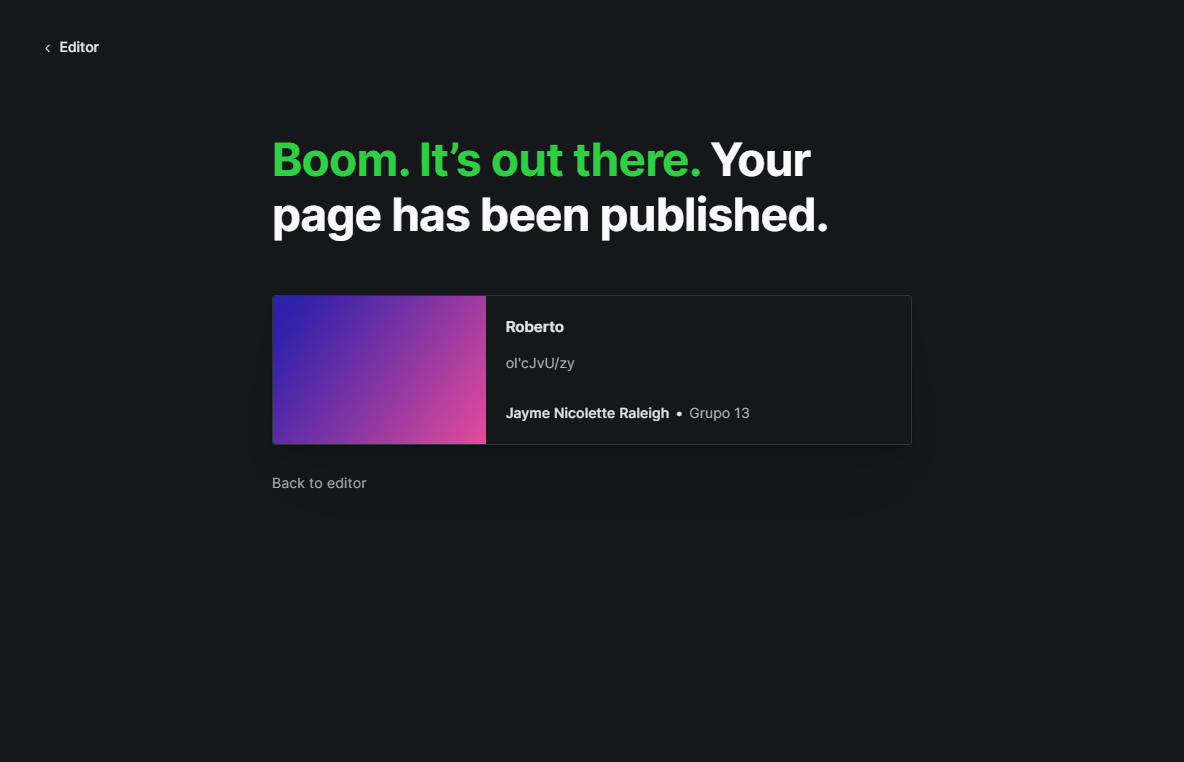 Editor
Boom. It’s out there. Your
page has been published.
Roberto
ol'cJvU/zy
Jayme Nicolette Raleigh • Grupo 13
Back to editor